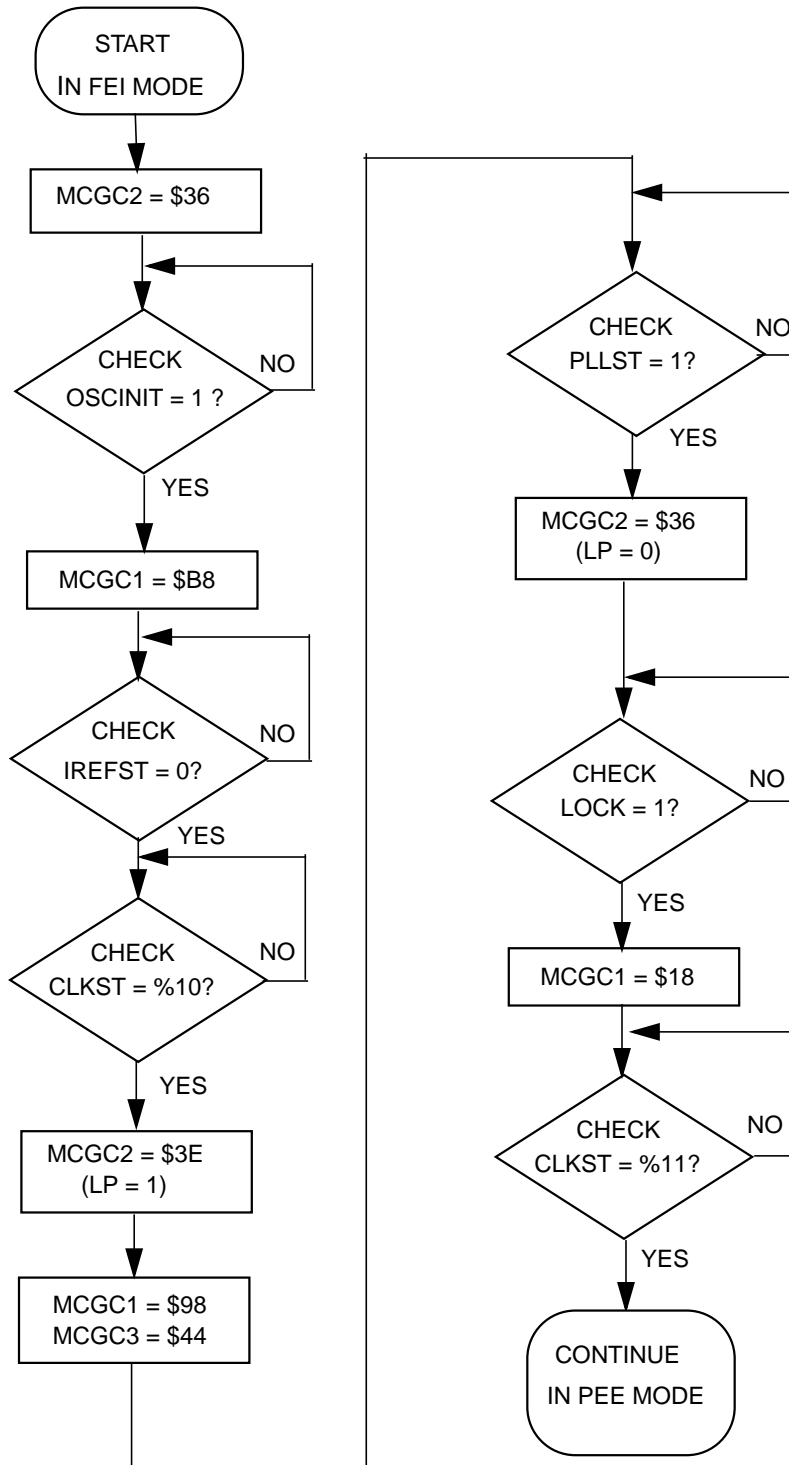 START
IN FEI MODE
MCGC2 = $36
CHECK
OSCINIT = 1 ?
NO
YES
MCGC1 = $B8
CHECK
IREFST = 0?
NO
YES
CHECK
CLKST = %10?
NO
YES
MCGC2 = $3E
(LP = 1)
MCGC1 = $98
MCGC3 = $44
CHECK
PLLST = 1?
NO
YES
MCGC2 = $36
(LP = 0)
CHECK
LOCK = 1?
NO
YES
MCGC1 = $18
CHECK
CLKST = %11?
NO
YES
CONTINUE
IN PEE MODE